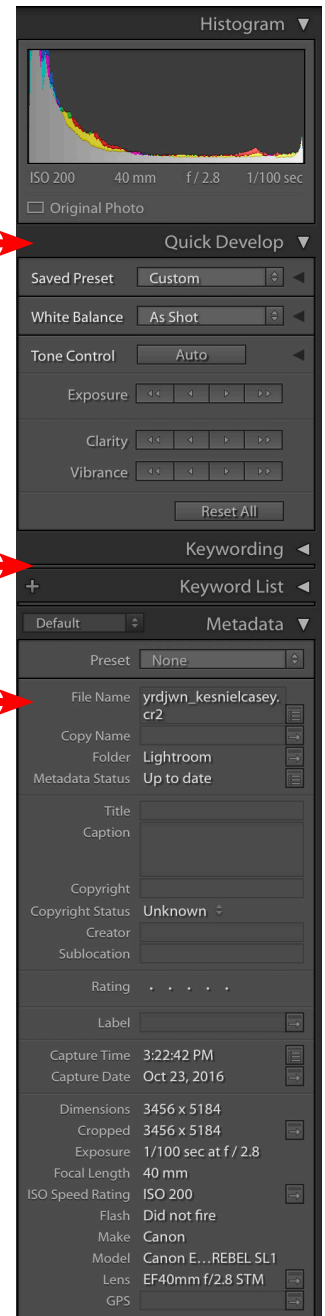 Histogram
ISO 200 40 mm f / 2.8 1/100 sec
Original Photo
Quick Develop
Saved Preset Custom
White Balance As Shot
Tone Control Auto
Exposure
Clarity
Vibrance
Reset All
Keywording
+ Keyword List
Default Metadata
Preset None
File Name yrdjwn_kesnielcasey.
cr2
Copy Name
Folder Lightroom
Metadata Status Up to date
Title
Caption
Copyright
Copyright Status Unknown
Creator
Sublocation
Rating . . . . .
Label
Capture Time 3:22:42 PM
Capture Date Oct 23, 2016
Dimensions 3456 x 5184
Cropped 3456 x 5184
Exposure 1/100 sec at f / 2.8
Focal Length 40 mm
ISO Speed Rating ISO 200
Flash Did not fire
Make Canon
Model Canon E...REBEL SL1
Lens EF40mm f/2.8 STM
GPS